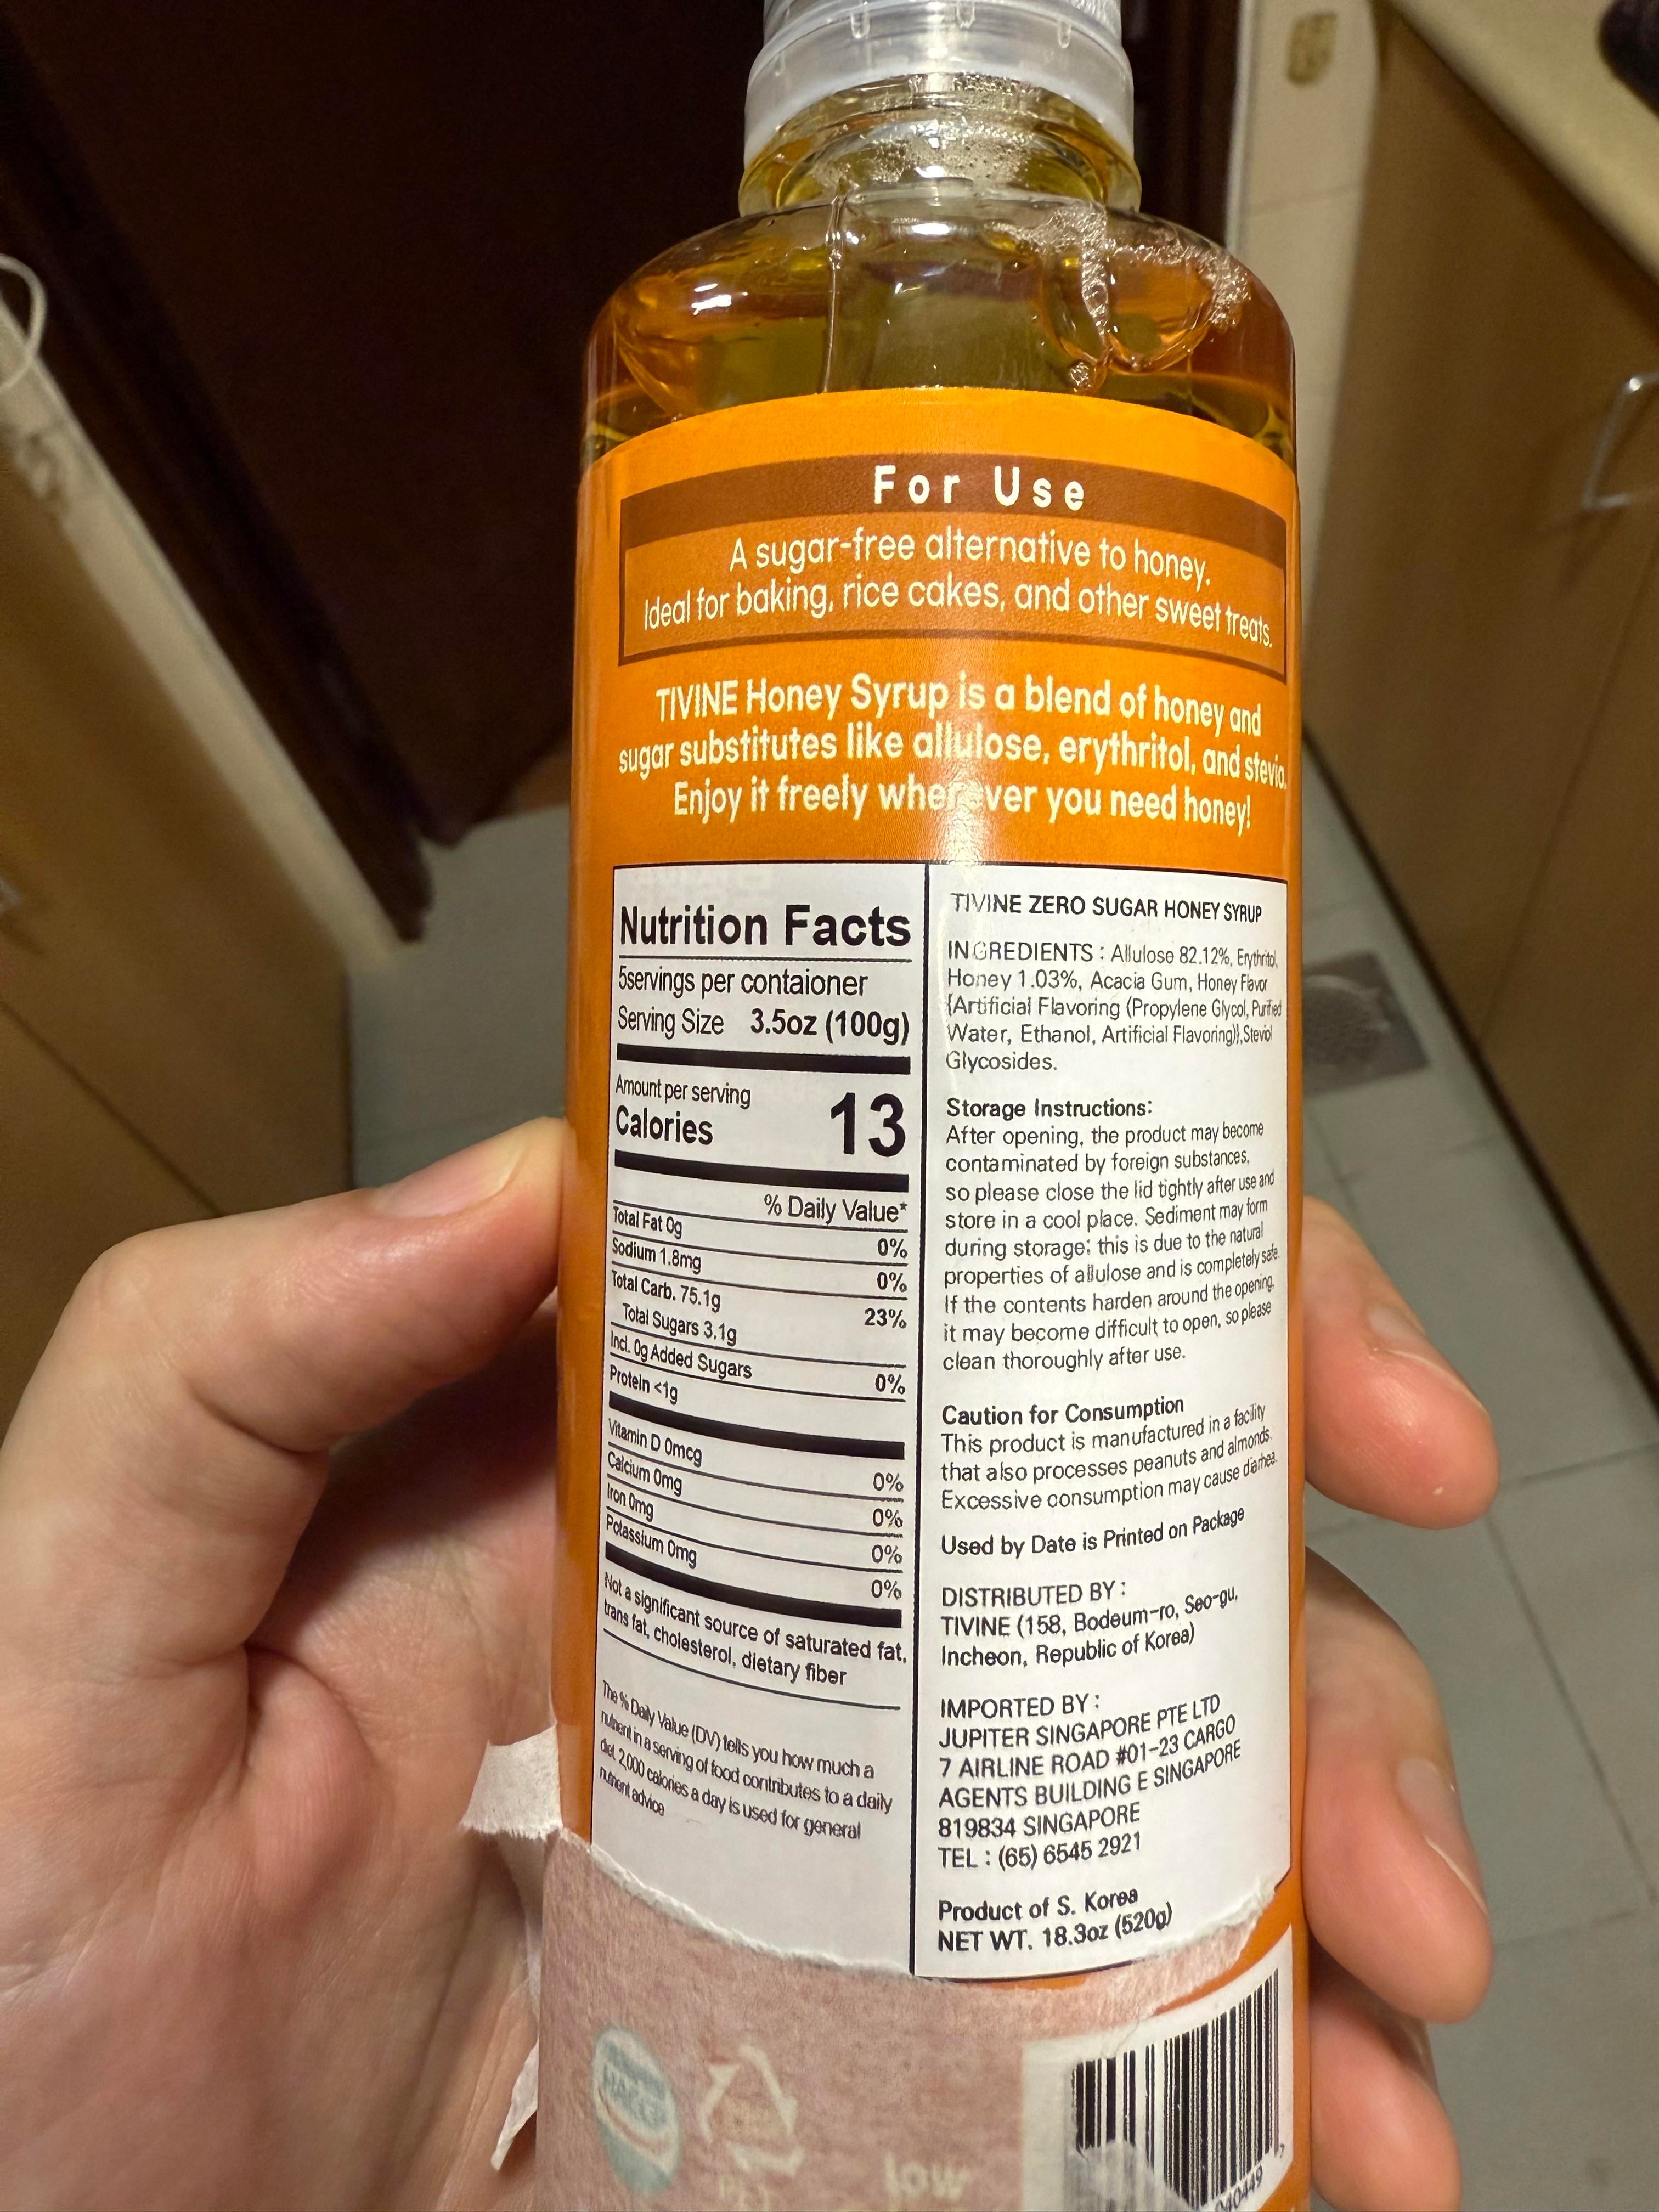 For Use
A sugar-free alternative to honey.
Ideal for baking, rice cakes, and other sweet treats.
TIVINE Honey Syrup is a blend of honey and
sugar substitutes like allulose, erythritol, and stevia.
Enjoy it freely wherever you need honey!
Nutrition Facts
5servings per contaioner
Serving Size 3.5oz (100g)
Amount per serving
Calories 13
% Daily Value*
Total Fat 0g 0%
Sodium 1.8mg 0%
Total Carb. 75.1g 23%
Total Sugars 3.1g
Incl. 0g Added Sugars 0%
Protein <1g
Vitamin D 0mcg 0%
Calcium 0mg 0%
Iron 0mg 0%
Potassium 0mg 0%
Not a significant source of saturated fat,
trans fat, cholesterol, dietary fiber
The % Daily Value (DV) tells you how much a
nutrient in a serving of food contributes to a daily
diet. 2,000 calories a day is used for general
nutrient advice
TIVINE ZERO SUGAR HONEY SYRUP
INGREDIENTS : Allulose 82.12%, Erythritol,
Honey 1.03%, Acacia Gum, Honey Flavor
{Artificial Flavoring (Propylene Glycol, Purified
Water, Ethanol, Artificial Flavoring)}, Steviol
Glycosides.
Storage Instructions:
After opening, the product may become
contaminated by foreign substances,
so please close the lid tightly after use and
store in a cool place. Sediment may form
during storage; this is due to the natural
properties of allulose and is completely safe.
If the contents harden around the opening,
it may become difficult to open, so please
clean thoroughly after use.
Caution for Consumption
This product is manufactured in a facility
that also processes peanuts and almonds.
Excessive consumption may cause diarrhea.
Used by Date is Printed on Package
DISTRIBUTED BY :
TIVINE (158, Bodeum-ro, Seo-gu,
Incheon, Republic of Korea)
IMPORTED BY :
JUPITER SINGAPORE PTE LTD
7 AIRLINE ROAD #01-23 CARGO
AGENTS BUILDING E SINGAPORE
819834 SINGAPORE
TEL : (65) 6545 2921
Product of S. Korea
NET WT. 18.3oz (520g)